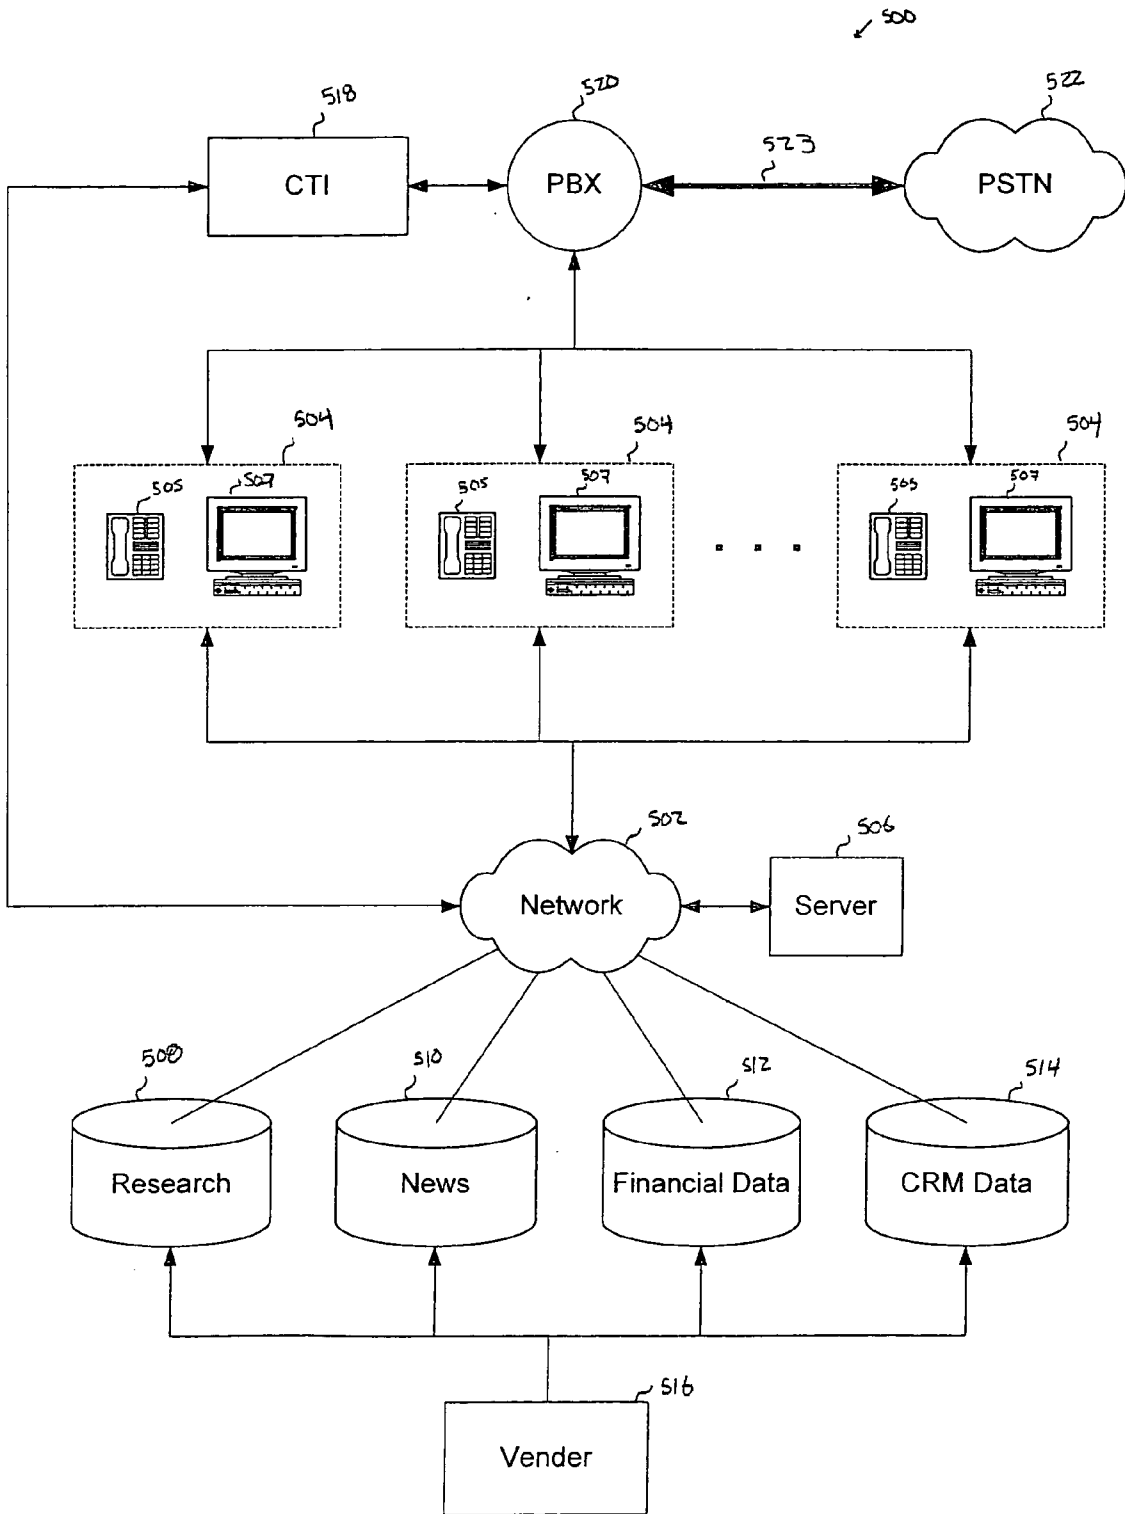 500
518
520
522
523
CTI
PBX
PSTN
504
504
504
505
507
505
507
505
507
502
506
Network
Server
508
510
512
514
Research
News
Financial Data
CRM Data
516
Vender